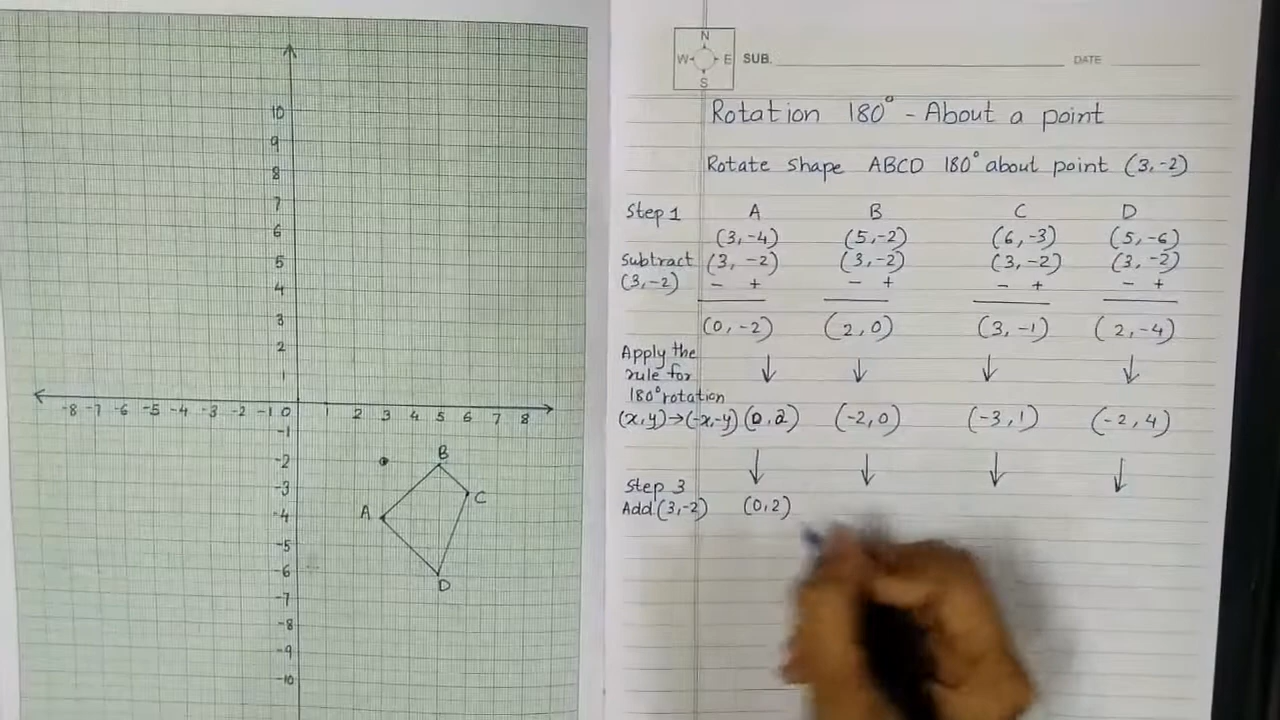 10
9
8
7
6
5
4
3
2
1
-8 -7 -6 -5 -4 -3 -2 -1 0 1 2 3 4 5 6 7 8
-1
-2
-3
-4
-5
-6
-7
-8
-9
-10
B
C
A
D
N
W E SUB. DATE
S
Rotation 180° - About a point
Rotate shape ABCD 180° about point (3,-2)
Step 1 A B C D
(3,-4) (5,-2) (6,-3) (5,-6)
subtract (3,-2) (3,-2) (3,-2) (3,-2)
(3,-2) - + - + - + - +
(0,-2) (2,0) (3,-1) (2,-4)
Apply the
rule for ↓ ↓ ↓ ↓
180° rotation
(x,y)→(-x,-y) (0,2) (-2,0) (-3,1) (-2,4)
↓ ↓ ↓ ↓
Step 3
Add (3,-2) (0,2)